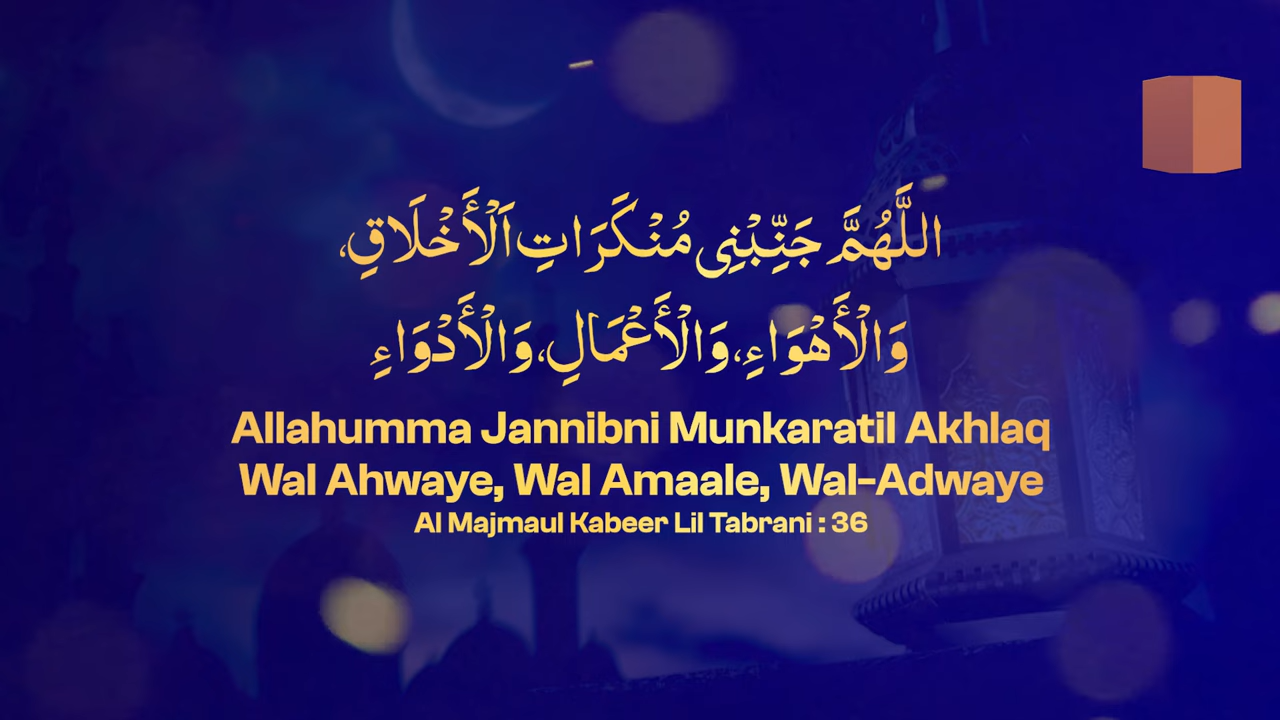 اللَّهُمَّ جَنِّبْنِی مُنْكَرَاتِ اَلْأَخْلَاقِ،
وَالْأَهْوَاءِ،وَالْأَعْمَالِ،وَالْأَدْوَاءِ
Allahumma Jannibni Munkaratil Akhlaq
Wal Ahwaye, Wal Amaale, Wal-Adwaye
Al Majmaul Kabeer Lil Tabrani : 36